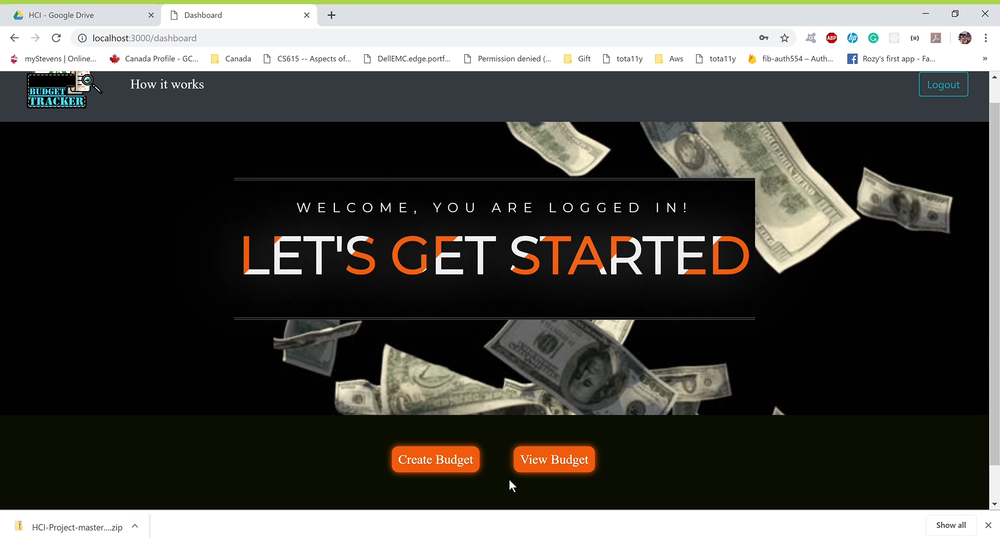 HCI - Google Drive
Dashboard
localhost:3000/dashboard
ABP
hp
myStevens | Online...
Canada Profile - GC...
Canada
CS615 -- Aspects of...
DellEMC.edge.portf...
Permission denied (...
Gift
tota11y
Aws
tota11y
fib-auth554 – Auth...
Rozy's first app - Fa...
»
BUDGET
TRACKER
How it works
Logout
WELCOME, YOU ARE LOGGED IN!
LET'S GET STARTED
Create Budget
View Budget
HCI-Project-master....zip
Show all